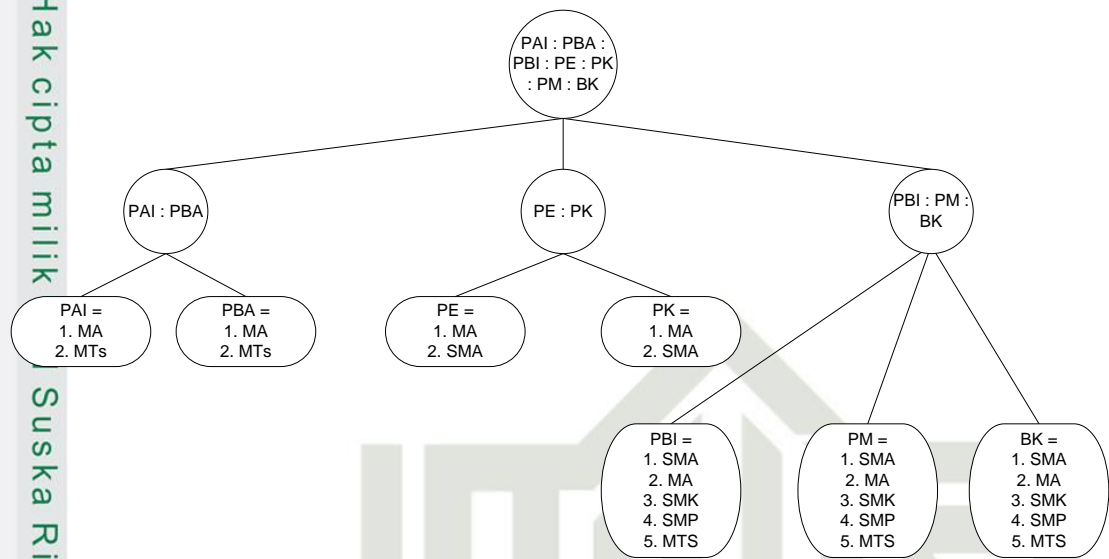 Hak cipta milik
Suska Ri
PAI : PBA :
PBI : PE : PK
: PM : BK
PAI : PBA
PE : PK
PBI : PM :
BK
PAI =
1. MA
2. MTs
PBA =
1. MA
2. MTs
PE =
1. MA
2. SMA
PK =
1. MA
2. SMA
PBI =
1. SMA
2. MA
3. SMK
4. SMP
5. MTS
PM =
1. SMA
2. MA
3. SMK
4. SMP
5. MTS
BK =
1. SMA
2. MA
3. SMK
4. SMP
5. MTS